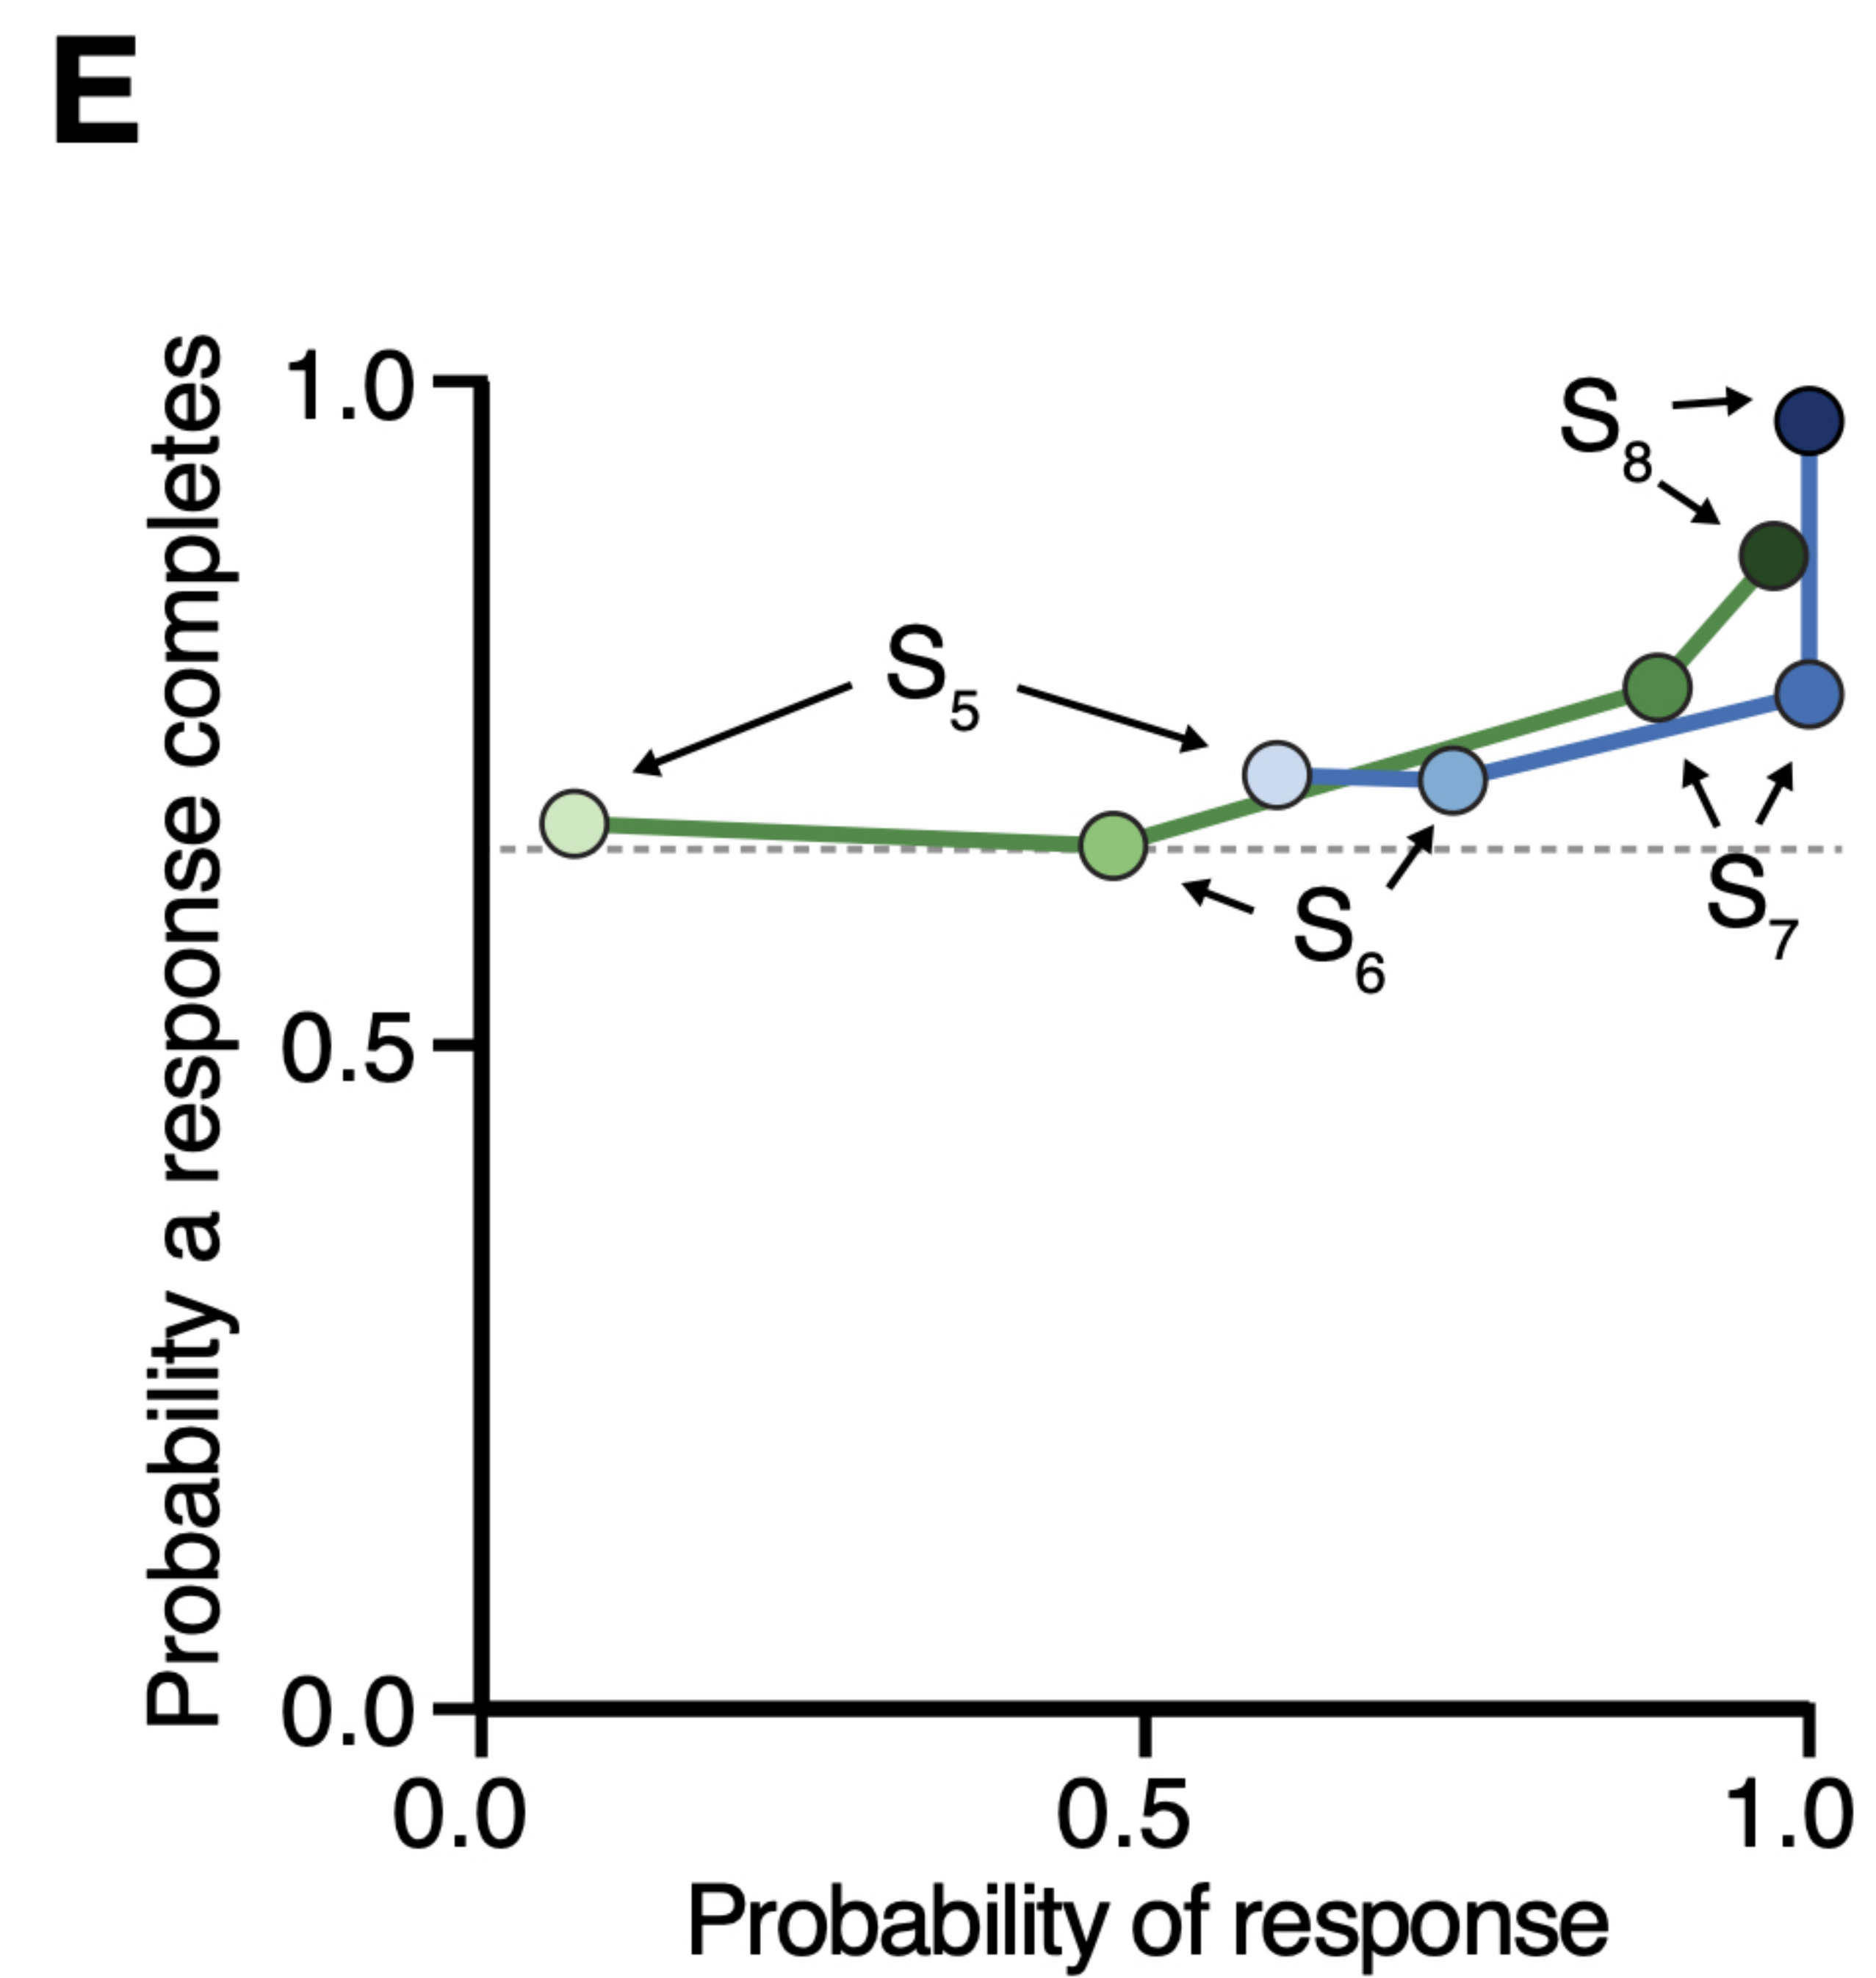 E
Probability a response completes
1.0
0.5
0.0
S8
S5
S6
S7
0.0
0.5
1.0
Probability of response